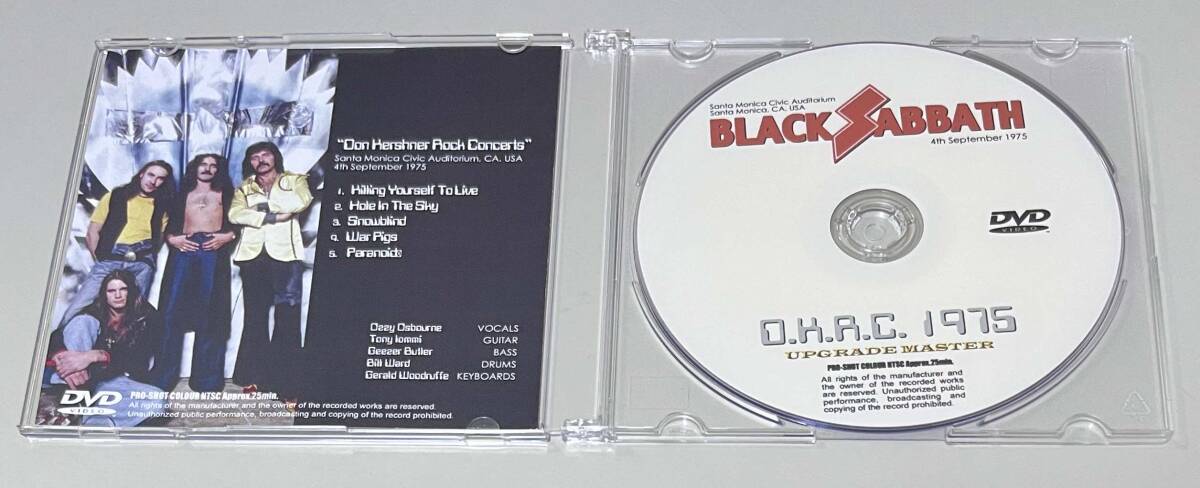 "Don Kershner Rock Concerts"
Santa Monica Civic Auditorium, CA. USA
4th September 1975
1. Killing Yourself To Live
2. Hole In The Sky
3. Snowblind
4. War Pigs
5. Paranoid
Ozzy Osbourne VOCALS
Tony Iommi GUITAR
Geezer Butler BASS
Bill Ward DRUMS
Gerald Woodruffe KEYBOARDS
DVD
VIDEO
PRO-SHOT COLOUR NTSC Approx.25min.
All rights of the manufacturer and the owner of the recorded works are reserved.
Unauthorized public performance, broadcasting and copying of the record prohibited.
Santa Monica Civic Auditorium
Santa Monica, CA. USA
BLACK SABBATH
4th September 1975
DVD
VIDEO
D.K.R.C. 1975
UPGRADE MASTER
PRO-SHOT COLOUR NTSC Approx.25min.
All rights of the manufacturer and
the owner of the recorded works
are reserved. Unauthorized public
performance, broadcasting and
copying of the record prohibited.